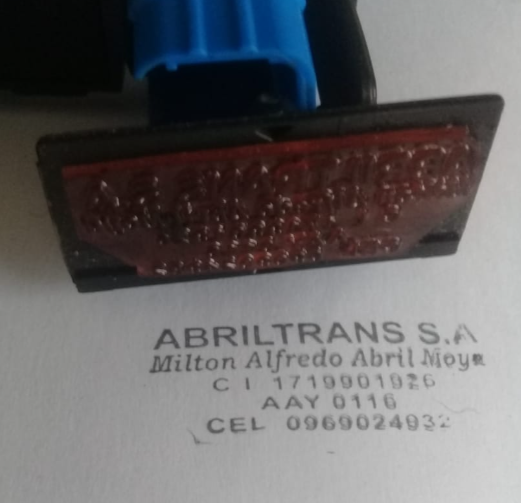 ABRILTRANS S.A
Milton Alfredo Abril Moya
C I 1719901926
AAY 0116
CEL 0969024932